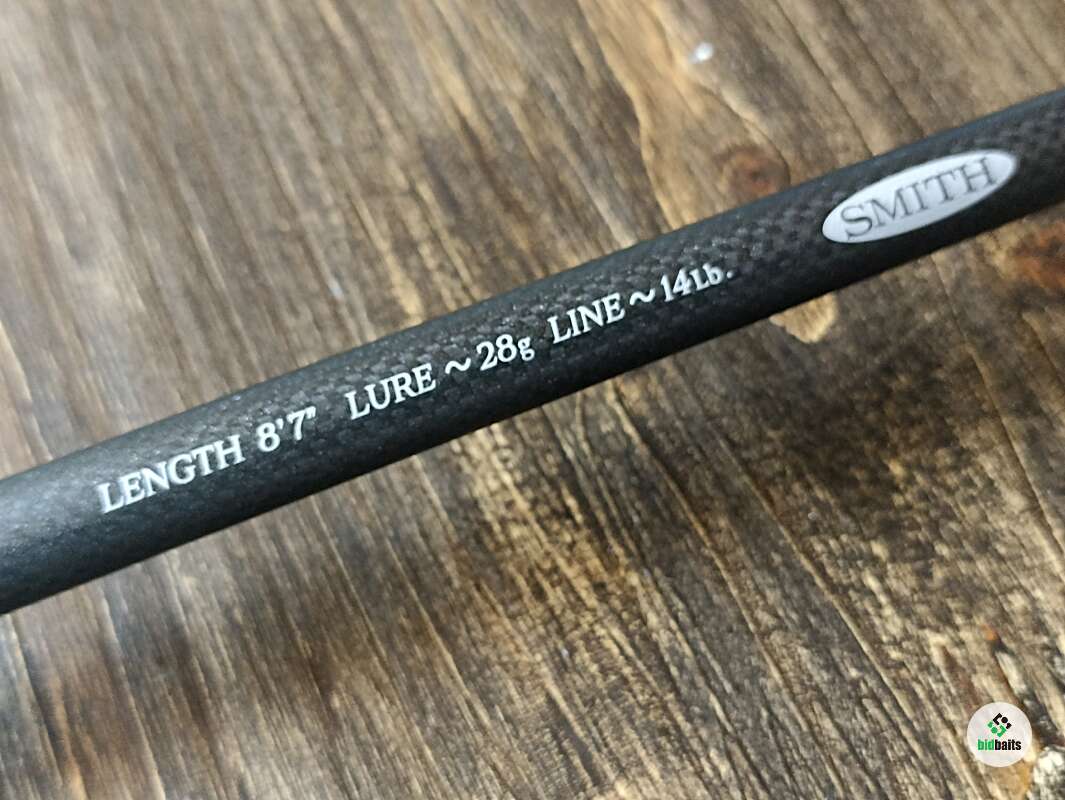 LENGTH 8'7" LURE ~28g LINE ~14Lb.
SMITH
bidbaits